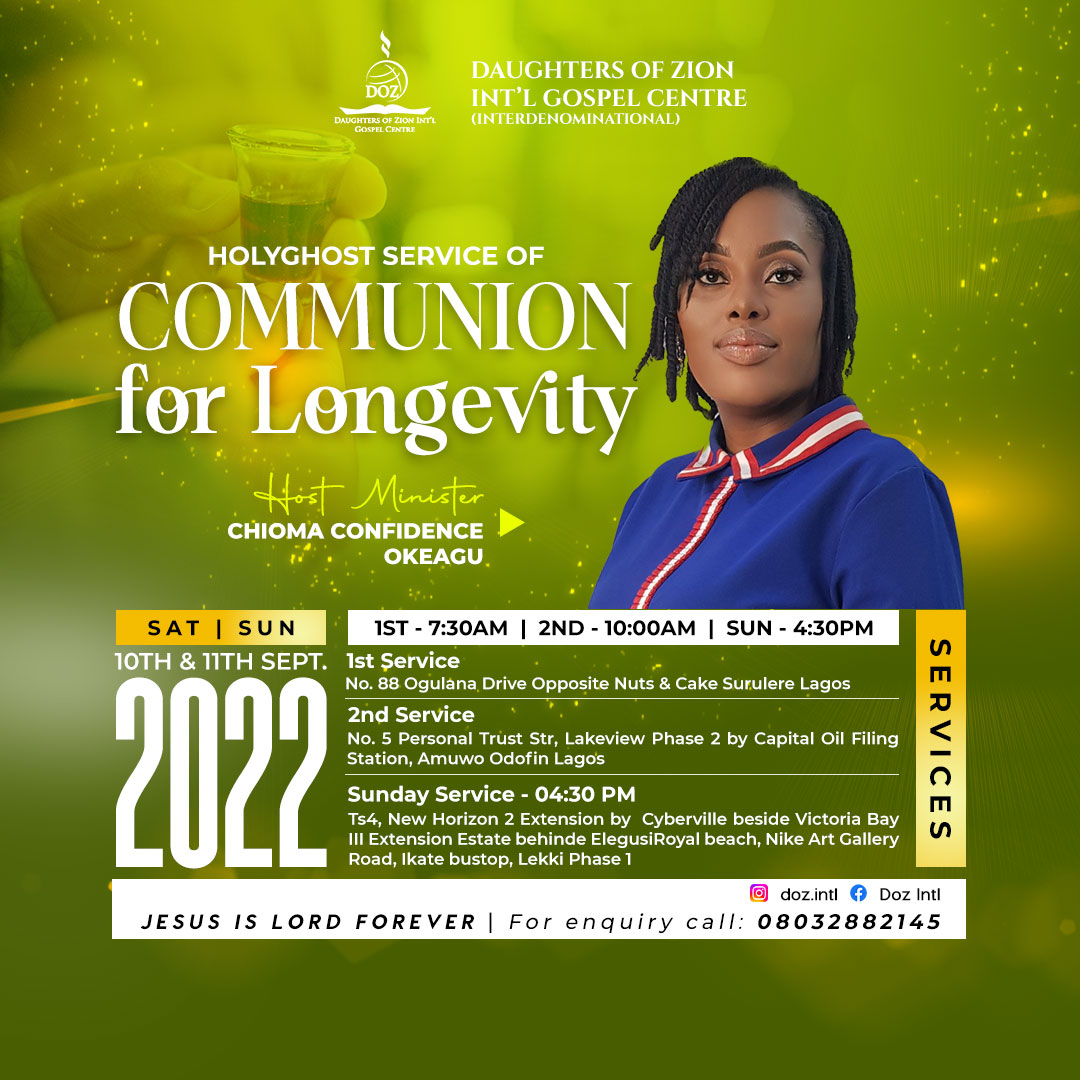 DOZ
DAUGHTERS OF ZION INT'L
GOSPEL CENTRE
DAUGHTERS OF ZION
INT'L GOSPEL CENTRE
(INTERDENOMINATIONAL)
HOLYGHOST SERVICE OF
COMMUNION
for Longevity
Host Minister
CHIOMA CONFIDENCE
OKEAGU
SAT | SUN
10TH & 11TH SEPT.
2022
1ST - 7:30AM | 2ND - 10:00AM | SUN - 4:30PM
1st Service
No. 88 Ogulana Drive Opposite Nuts & Cake Surulere Lagos
2nd Service
No. 5 Personal Trust Str, Lakeview Phase 2 by Capital Oil Filing
Station, Amuwo Odofin Lagos
Sunday Service - 04:30 PM
Ts4, New Horizon 2 Extension by Cyberville beside Victoria Bay
III Extension Estate behinde ElegusiRoyal beach, Nike Art Gallery
Road, Ikate bustop, Lekki Phase 1
SERVICES
doz.intl Doz Intl
JESUS IS LORD FOREVER | For enquiry call: 08032882145